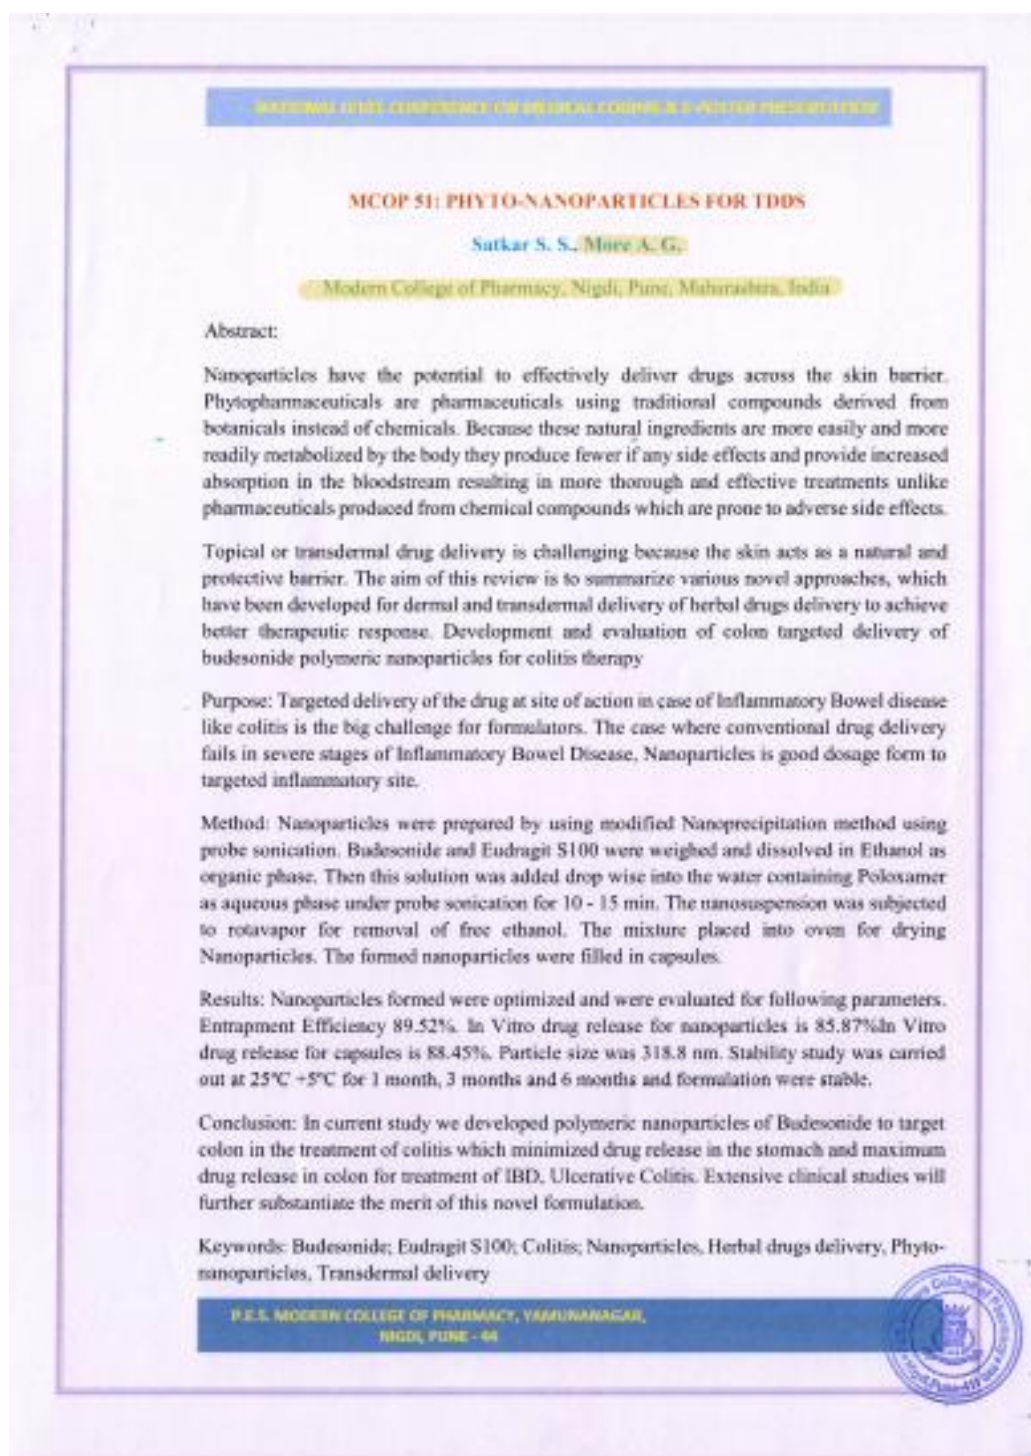 NATIONAL LEVEL CONFERENCE ON MEDICAL CODING & E-POSTER PRESENTATION
MCOP 51: PHYTO-NANOPARTICLES FOR TDDS
Satkar S. S., More A. G.
Modern College of Pharmacy, Nigdi, Pune, Maharashtra, India
Abstract:
Nanoparticles have the potential to effectively deliver drugs across the skin barrier.
Phytopharmaceuticals are pharmaceuticals using traditional compounds derived from
botanicals instead of chemicals. Because these natural ingredients are more easily and more
readily metabolized by the body they produce fewer if any side effects and provide increased
absorption in the bloodstream resulting in more thorough and effective treatments unlike
pharmaceuticals produced from chemical compounds which are prone to adverse side effects.
Topical or transdermal drug delivery is challenging because the skin acts as a natural and
protective barrier. The aim of this review is to summarize various novel approaches, which
have been developed for dermal and transdermal delivery of herbal drugs delivery to achieve
better therapeutic response. Development and evaluation of colon targeted delivery of
budesonide polymeric nanoparticles for colitis therapy
Purpose: Targeted delivery of the drug at site of action in case of Inflammatory Bowel disease
like colitis is the big challenge for formulators. The case where conventional drug delivery
fails in severe stages of Inflammatory Bowel Disease, Nanoparticles is good dosage form to
targeted inflammatory site.
Method: Nanoparticles were prepared by using modified Nanoprecipitation method using
probe sonication. Budesonide and Eudragit S100 were weighed and dissolved in Ethanol as
organic phase. Then this solution was added drop wise into the water containing Poloxamer
as aqueous phase under probe sonication for 10 - 15 min. The nanosuspension was subjected
to rotavapor for removal of free ethanol. The mixture placed into oven for drying
Nanoparticles. The formed nanoparticles were filled in capsules.
Results: Nanoparticles formed were optimized and were evaluated for following parameters.
Entrapment Efficiency 89.52%. In Vitro drug release for nanoparticles is 85.87%In Vitro
drug release for capsules is 88.45%. Particle size was 318.8 nm. Stability study was carried
out at 25°C +5°C for 1 month, 3 months and 6 months and formulation were stable.
Conclusion: In current study we developed polymeric nanoparticles of Budesonide to target
colon in the treatment of colitis which minimized drug release in the stomach and maximum
drug release in colon for treatment of IBD, Ulcerative Colitis. Extensive clinical studies will
further substantiate the merit of this novel formulation.
Keywords: Budesonide; Eudragit S100; Colitis; Nanoparticles, Herbal drugs delivery, Phyto-
nanoparticles, Transdermal delivery
P.E.S. MODERN COLLEGE OF PHARMACY, YAMUNANAGAR,
NIGDI, PUNE - 44